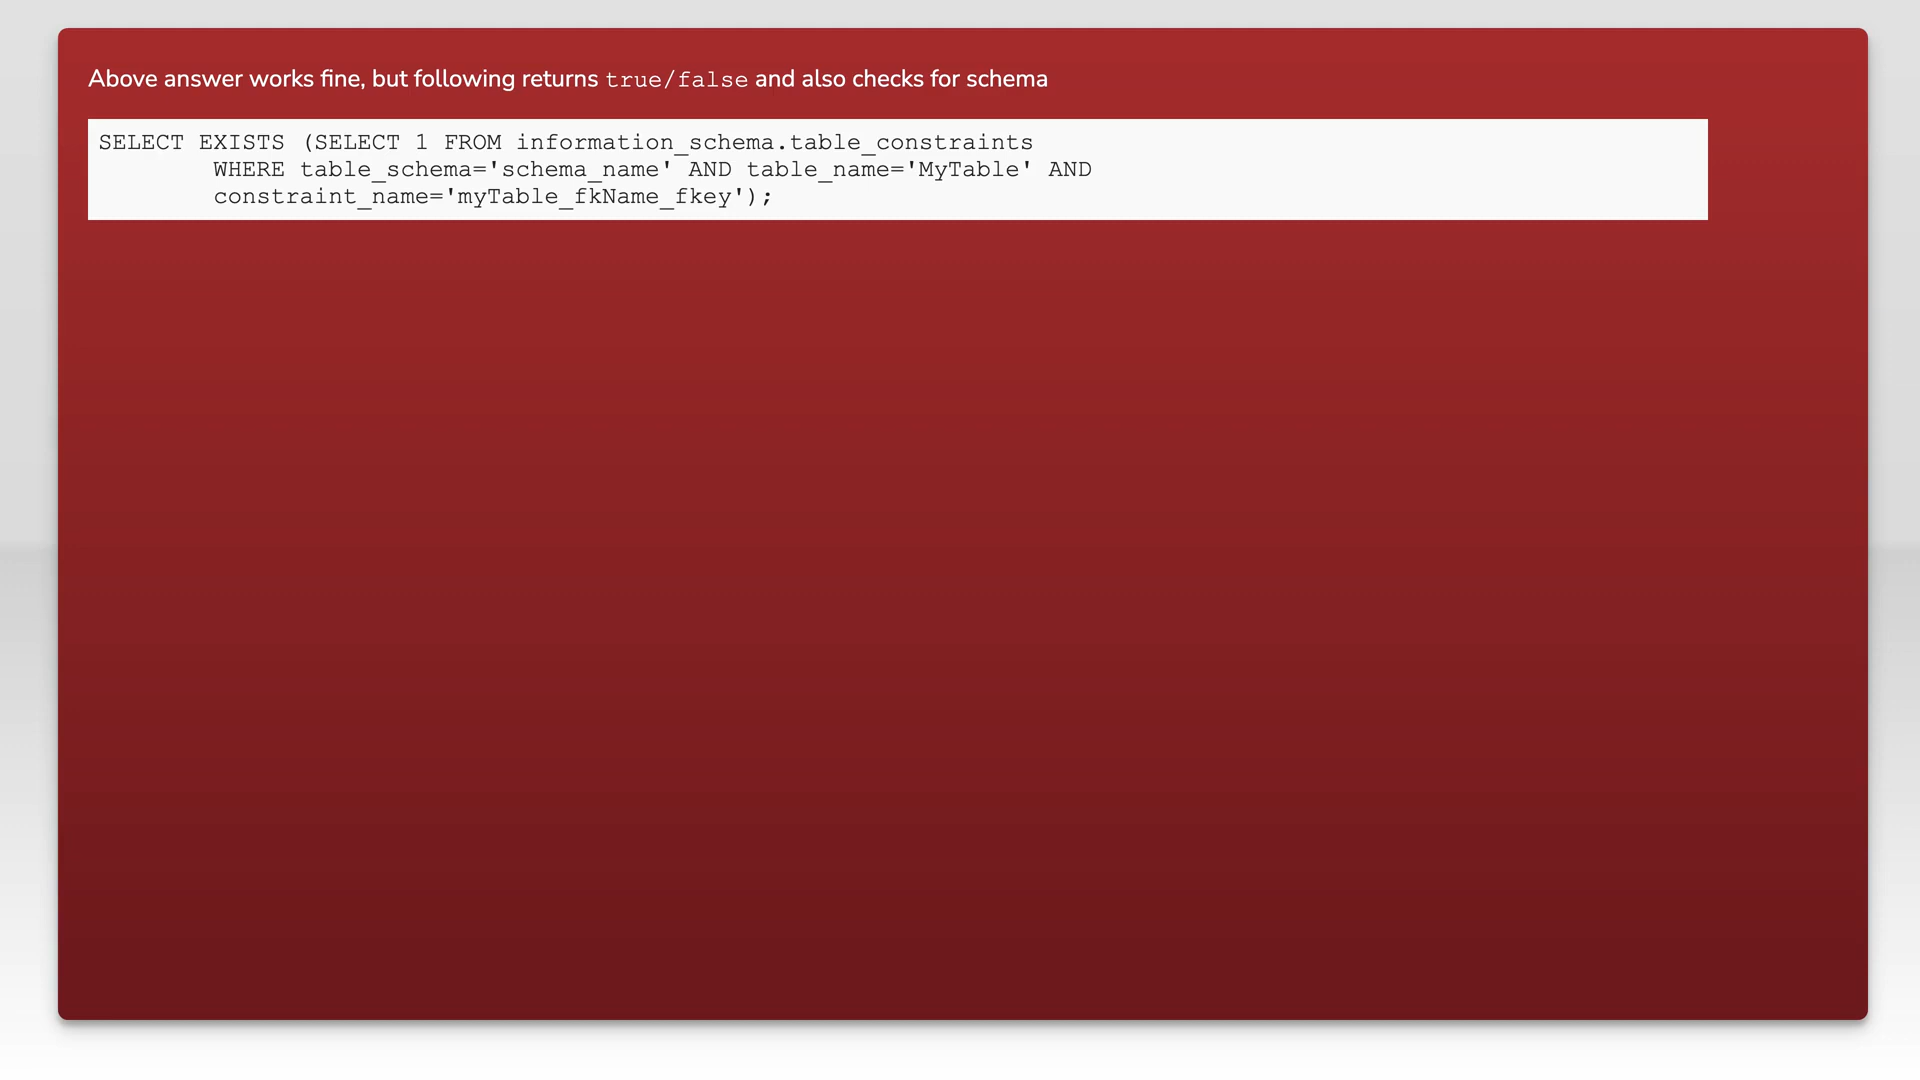 Above answer works fine, but following returns true/false and also checks for schema
SELECT EXISTS (SELECT 1 FROM information_schema.table_constraints
        WHERE table_schema='schema_name' AND table_name='MyTable' AND
        constraint_name='myTable_fkName_fkey');